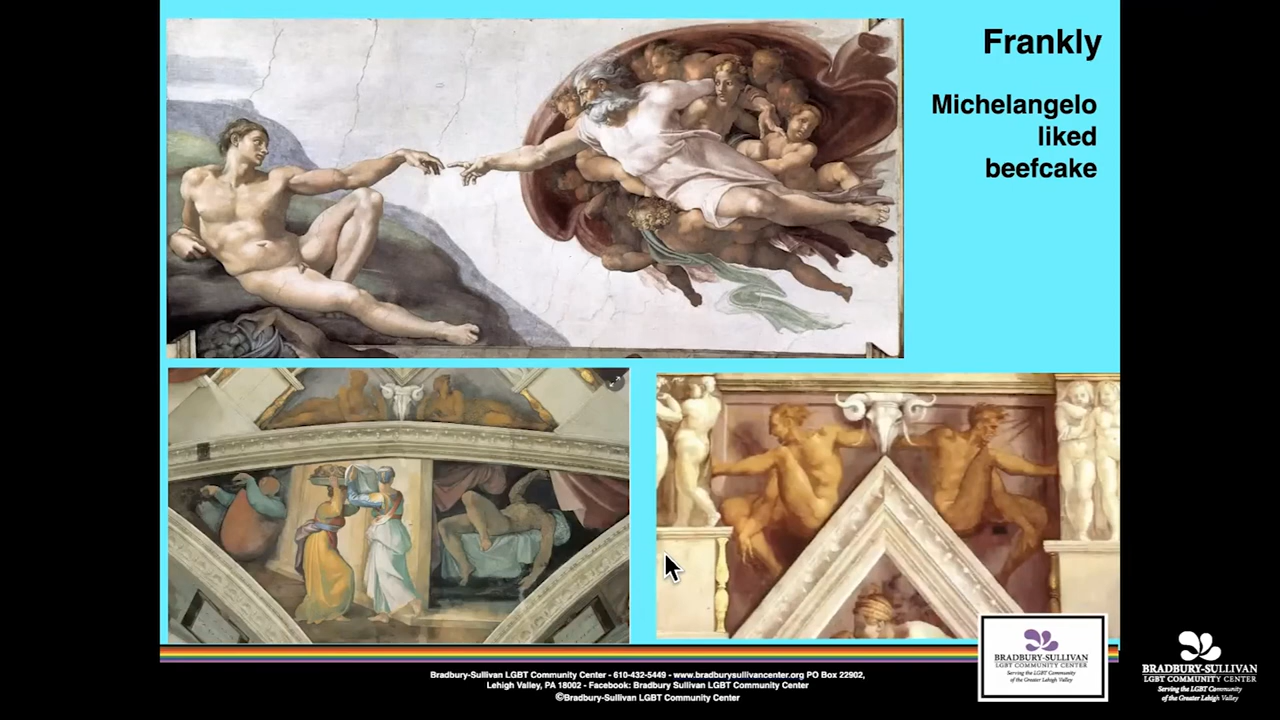 Frankly
Michelangelo
liked
beefcake
BRADBURY-SULLIVAN
LGBT COMMUNITY CENTER
Serving the LGBT Community
of the Greater Lehigh Valley
Bradbury-Sullivan LGBT Community Center - 610-432-5449 - www.bradburysullivancenter.org PO Box 22902,
Lehigh Valley, PA 18002 - Facebook: Bradbury Sullivan LGBT Community Center
©Bradbury-Sullivan LGBT Community Center
BRADBURY-SULLIVAN
LGBT COMMUNITY CENTER
Serving the LGBT Community
of the Greater Lehigh Valley